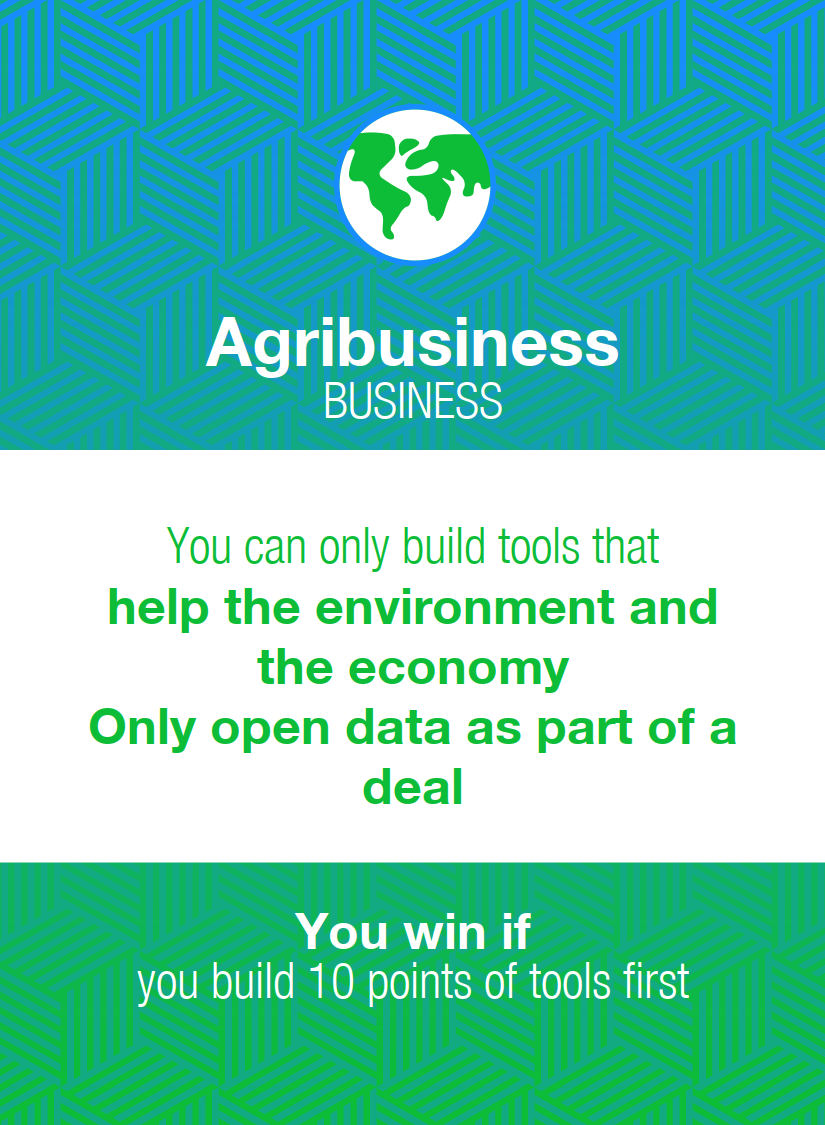 Agribusiness
BUSINESS
You can only build tools that
help the environment and
the economy
Only open data as part of a
deal
You win if
you build 10 points of tools first